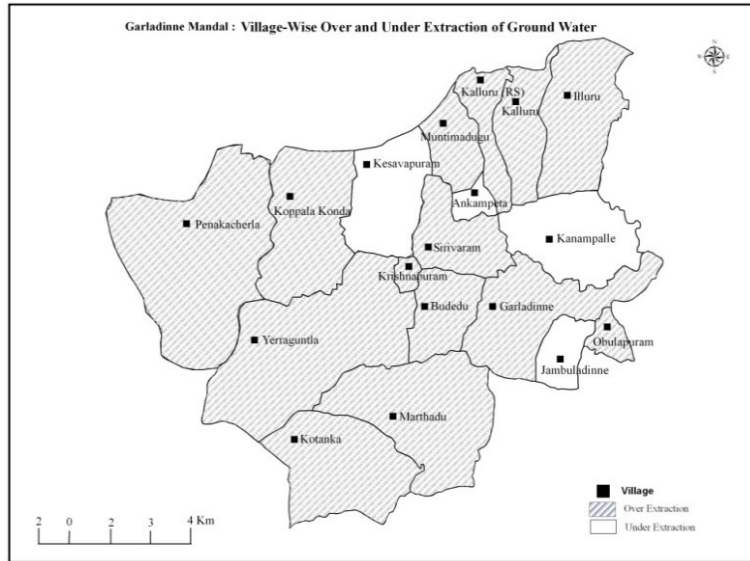 Garladinne Mandal : Village-Wise Over and Under Extraction of Ground Water
N
W E
S
Kalluru (RS)
Illuru
Kalluru
Muntimadugu
Kesavapuram
Ankampeta
Koppala Konda
Penakacherla
Kanampalle
Sirivaram
Krishnapuram
Budedu
Garladinne
Obulapuram
Yerraguntla
Jambuladinne
Marthadu
Kotanka
Village
Over Extraction
Under Extraction
2 0 1 3 4 Km